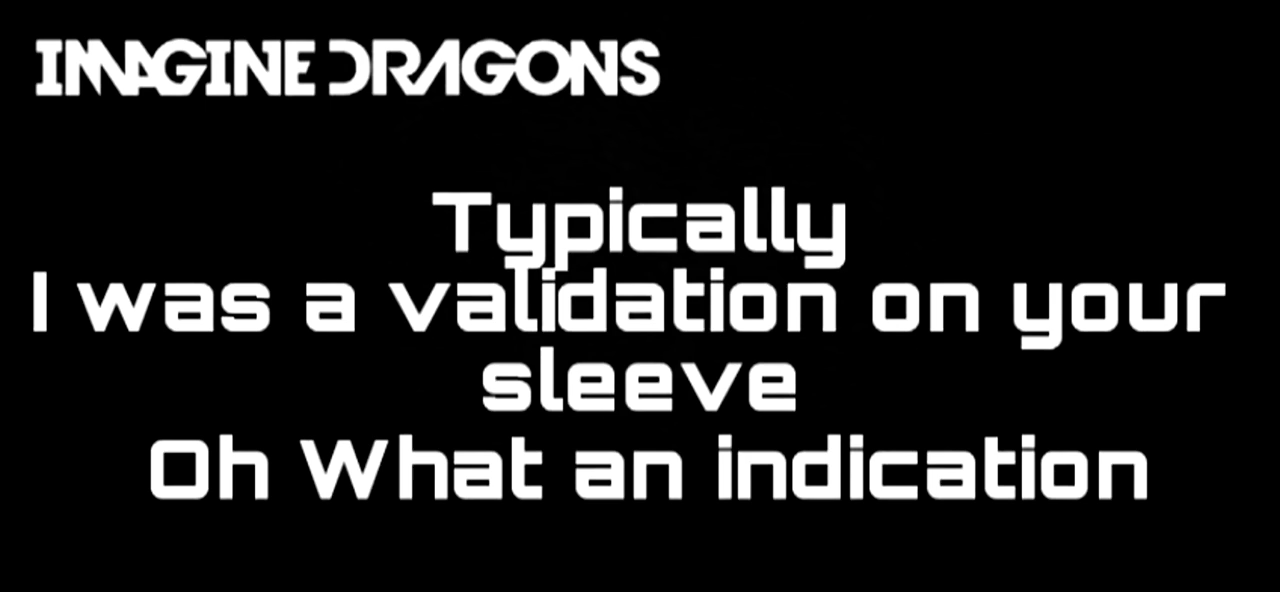 IMAGINE DRAGONS
Typically
I was a validation on your
sleeve
Oh What an indication